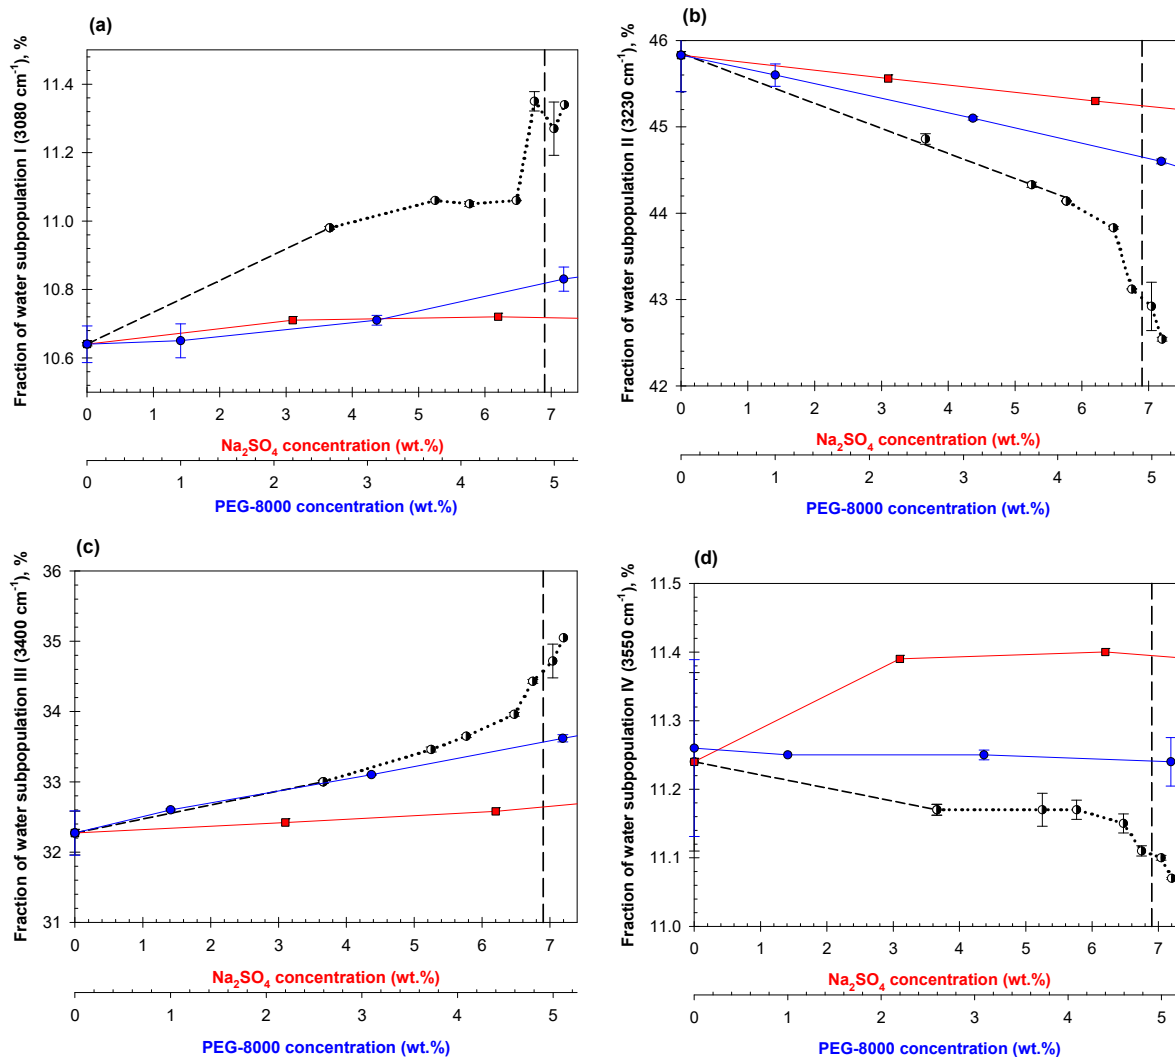 (a)
Fraction of water subpopulation I (3080 cm⁻¹), %
11.4
11.2
11.0
10.8
10.6
0 1 2 3 4 5 6 7
Na₂SO₄ concentration (wt.%)
0 1 2 3 4 5
PEG-8000 concentration (wt.%)
(b)
Fraction of water subpopulation II (3230 cm⁻¹), %
46
45
44
43
42
0 1 2 3 4 5 6 7
Na₂SO₄ concentration (wt.%)
0 1 2 3 4 5
PEG-8000 concentration (wt.%)
(c)
Fraction of water subpopulation III (3400 cm⁻¹), %
36
35
34
33
32
31
0 1 2 3 4 5 6 7
Na₂SO₄ concentration (wt.%)
0 1 2 3 4 5
PEG-8000 concentration (wt.%)
(d)
Fraction of water subpopulation IV (3550 cm⁻¹), %
11.5
11.4
11.3
11.2
11.1
11.0
0 1 2 3 4 5 6 7
Na₂SO₄ concentration (wt.%)
0 1 2 3 4 5
PEG-8000 concentration (wt.%)